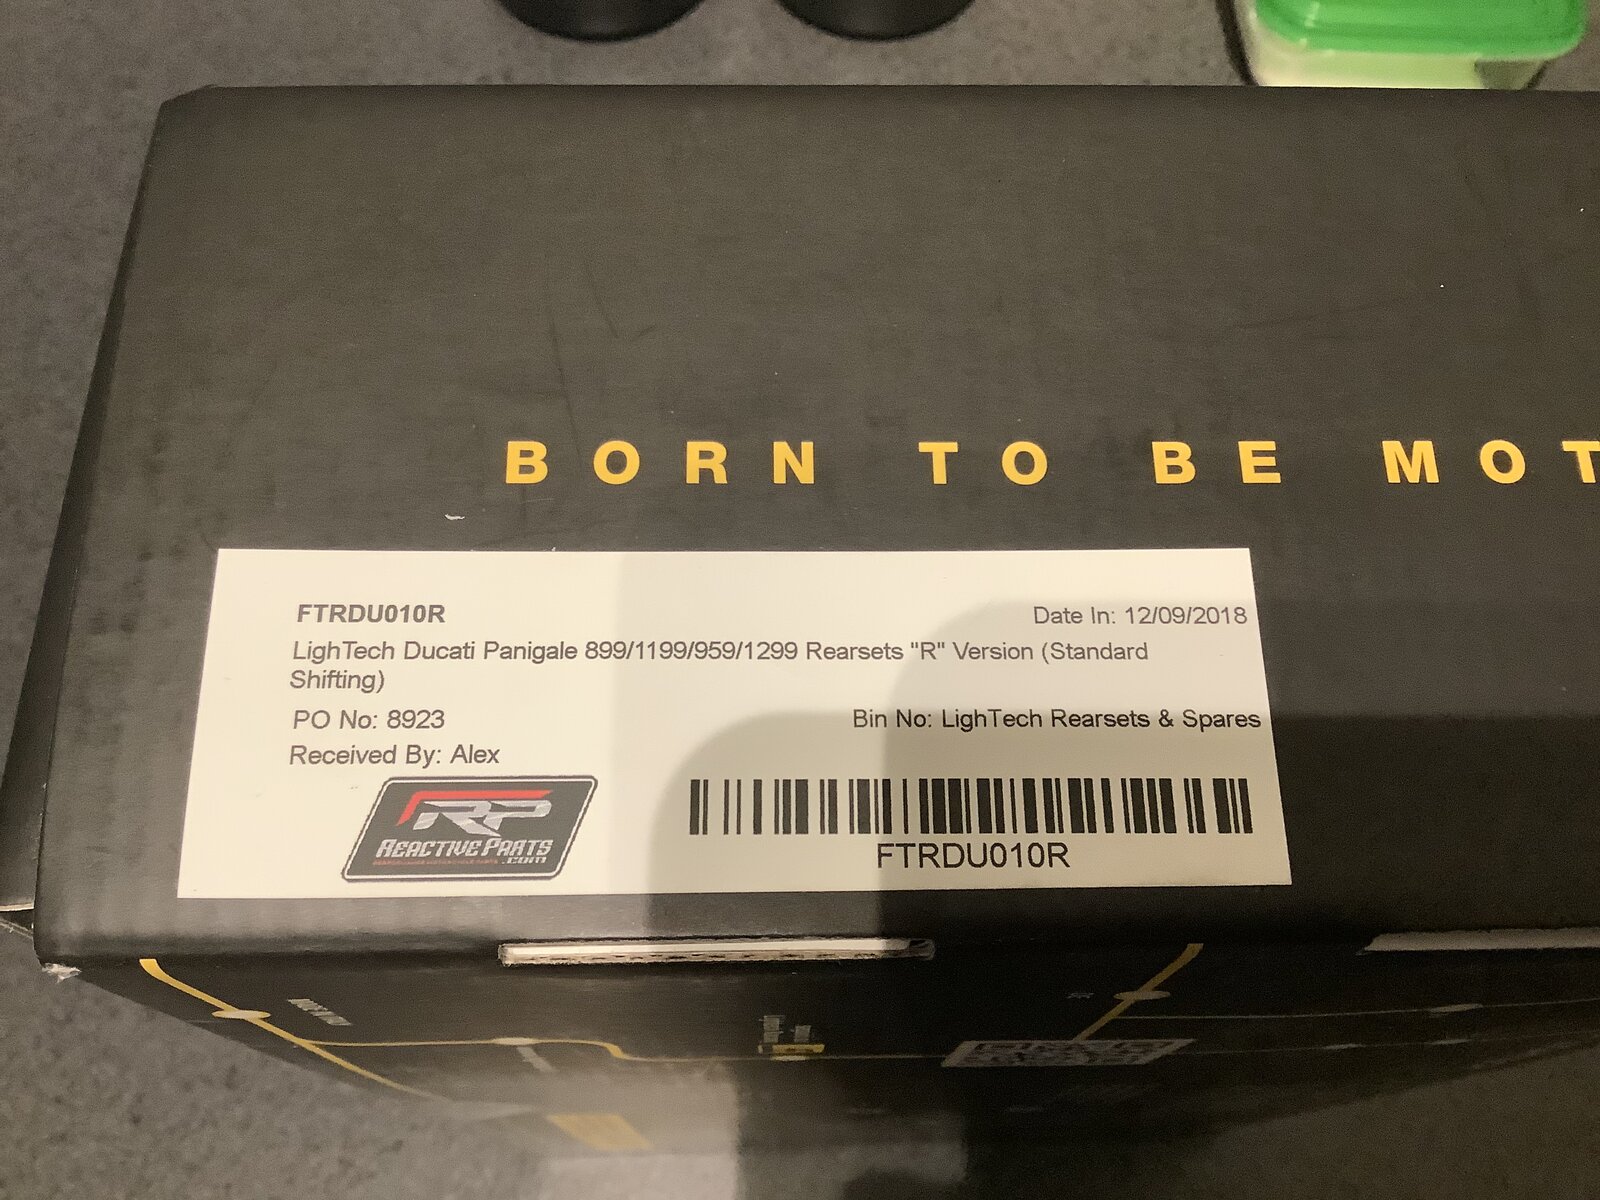 BORN TO BE MOT
FTRDU010R
Date In: 12/09/2018
LighTech Ducati Panigale 899/1199/959/1299 Rearsets "R" Version (Standard
Shifting)
PO No: 8923
Bin No: LighTech Rearsets & Spares
Received By: Alex
RP
REACTIVE PARTS
.COM
FTRDU010R